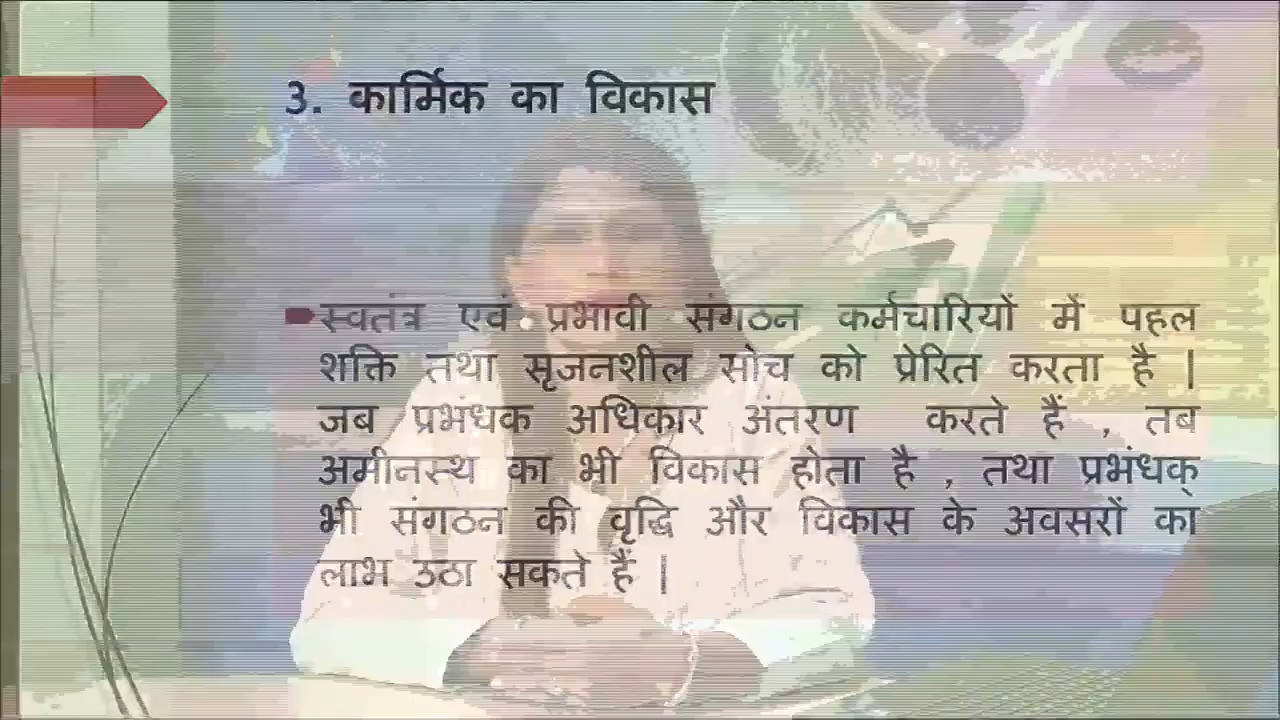 3. कार्मिक का विकास
स्वतंत्र एवं प्रभावी संगठन कर्मचारियों में पहल
शक्ति तथा सृजनशील सोच को प्रेरित करता है |
जब प्रभंधक अधिकार अंतरण करते हैं , तब
अमीनस्थ का भी विकास होता है , तथा प्रभंधक्
भी संगठन की वृद्धि और विकास के अवसरों का
लाभ उठा सकते हैं |